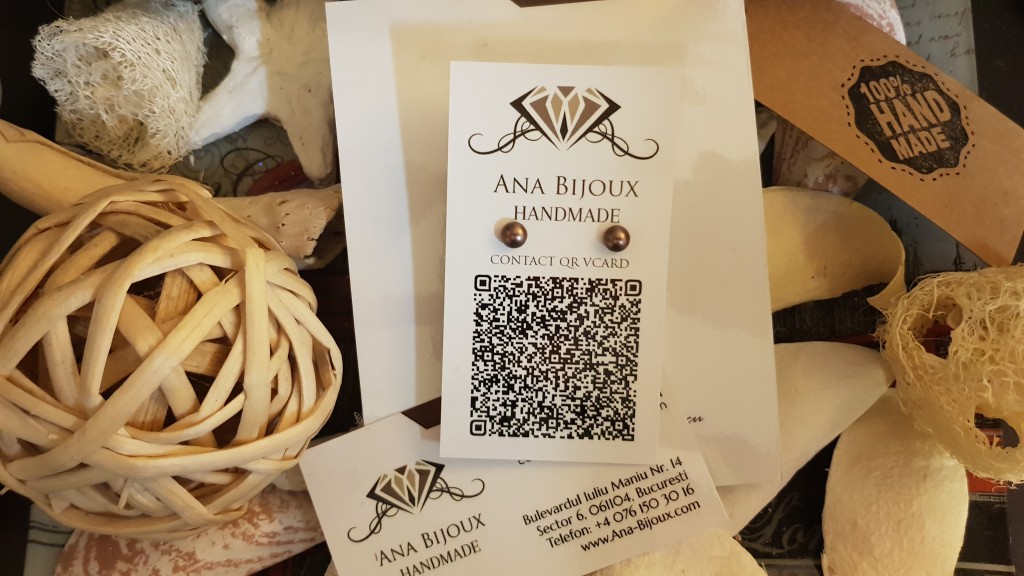 100%
HAND
MADE
ANA BIJOUX
HANDMADE
CONTACT QR VCARD
ANA BIJOUX
HANDMADE
Bulevardul Iuliu Maniu Nr. 14
Sector 6, 061104, Bucuresti
Telefon: +4 076 150 30 16
www.Ana-Bijoux.com